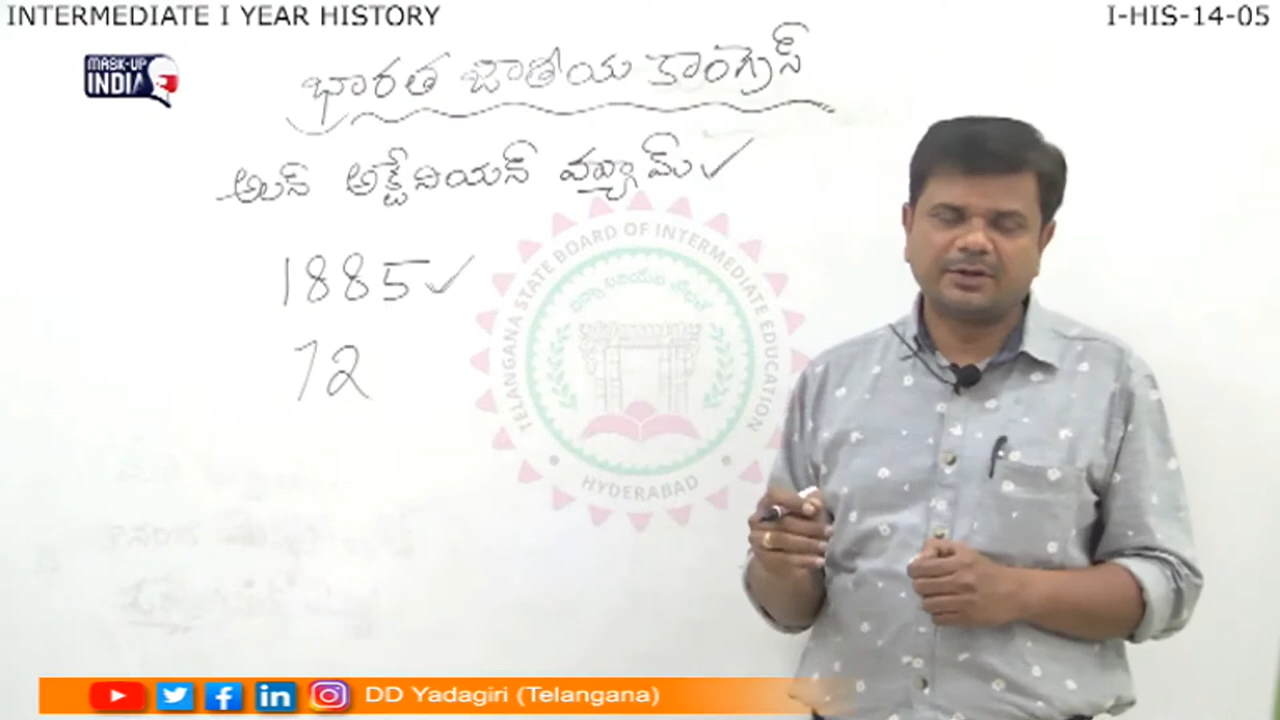 INTERMEDIATE I YEAR HISTORY
I-HIS-14-05
MASK-UP
INDIA
భారత జాతీయ కాంగ్రెస్
అలన్ అక్టేవియన్ హ్యూమ్
1885
72
TELANGANA STATE BOARD OF INTERMEDIATE EDUCATION
HYDERABAD
DD Yadagiri (Telangana)